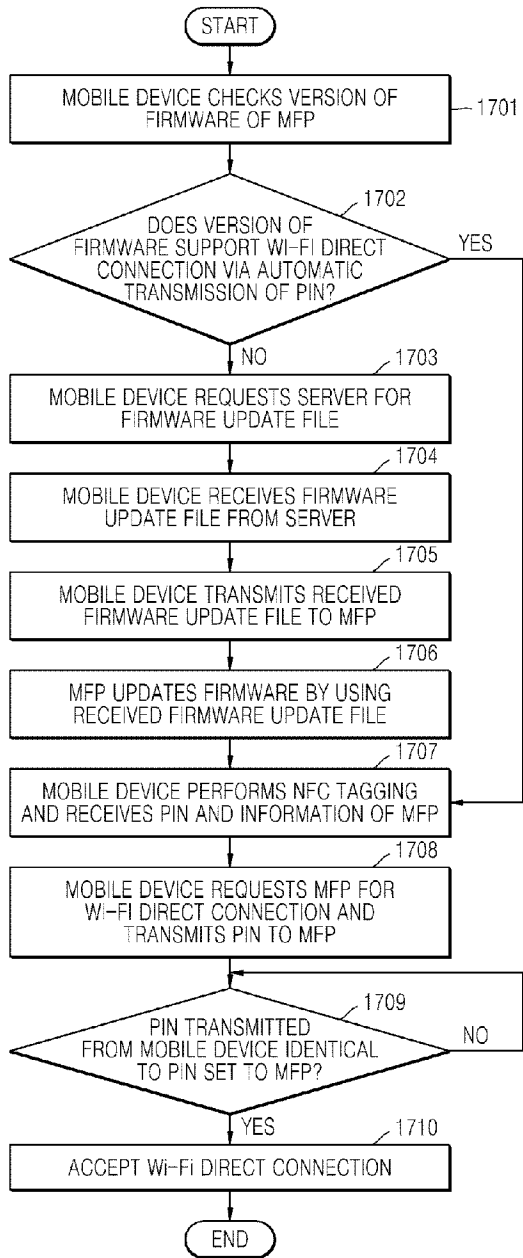 START
MOBILE DEVICE CHECKS VERSION OF
FIRMWARE OF MFP
1701
1702
DOES VERSION OF
FIRMWARE SUPPORT WI-FI DIRECT
CONNECTION VIA AUTOMATIC
TRANSMISSION OF PIN?
YES
NO
1703
MOBILE DEVICE REQUESTS SERVER FOR
FIRMWARE UPDATE FILE
1704
MOBILE DEVICE RECEIVES FIRMWARE
UPDATE FILE FROM SERVER
1705
MOBILE DEVICE TRANSMITS RECEIVED
FIRMWARE UPDATE FILE TO MFP
1706
MFP UPDATES FIRMWARE BY USING
RECEIVED FIRMWARE UPDATE FILE
1707
MOBILE DEVICE PERFORMS NFC TAGGING
AND RECEIVES PIN AND INFORMATION OF MFP
1708
MOBILE DEVICE REQUESTS MFP FOR
Wi-Fi DIRECT CONNECTION AND
TRANSMITS PIN TO MFP
1709
PIN TRANSMITTED
FROM MOBILE DEVICE IDENTICAL
TO PIN SET TO MFP?
NO
YES
1710
ACCEPT Wi-Fi DIRECT CONNECTION
END